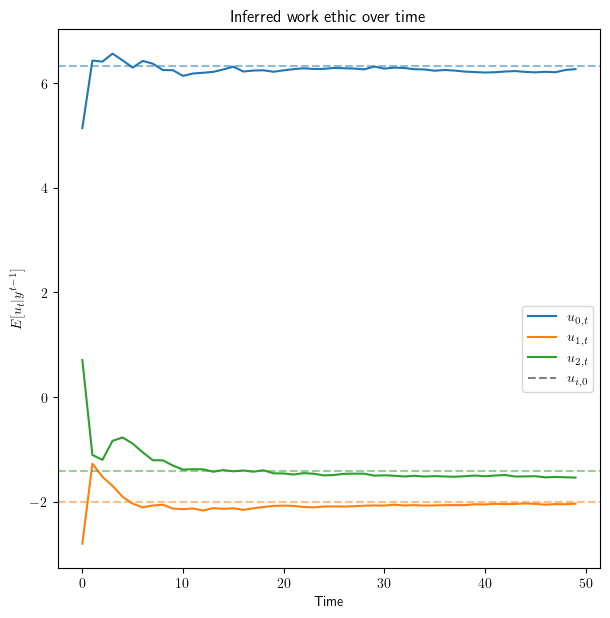 Inferred work ethic over time
6
4
2
0
−2
E[u_t|y^{t−1}]
u_{0,t}
u_{1,t}
u_{2,t}
u_{i,0}
0 10 20 30 40 50
Time